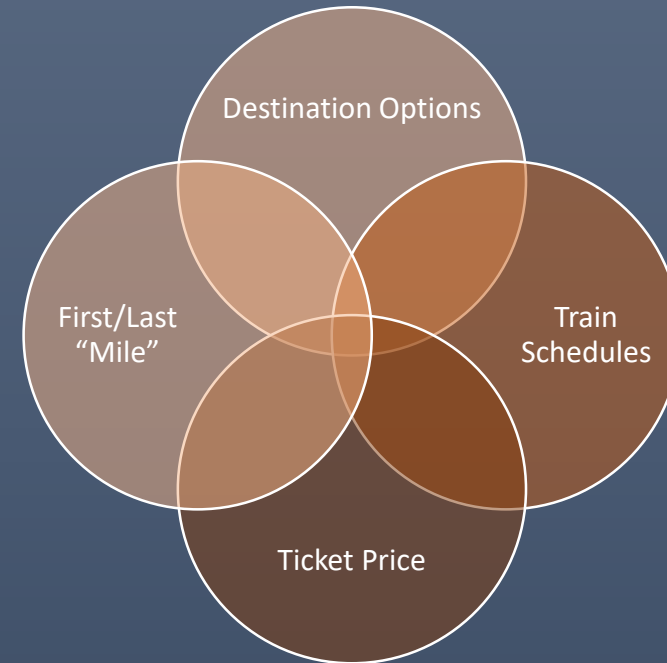 Destination Options
First/Last
“Mile”
Train
Schedules
Ticket Price